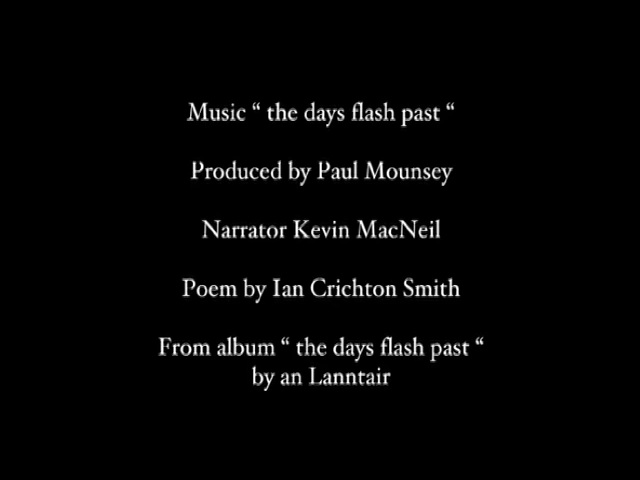 Music “ the days flash past “
Produced by Paul Mounsey
Narrator Kevin MacNeil
Poem by Ian Crichton Smith
From album “ the days flash past “
by an Lanntair